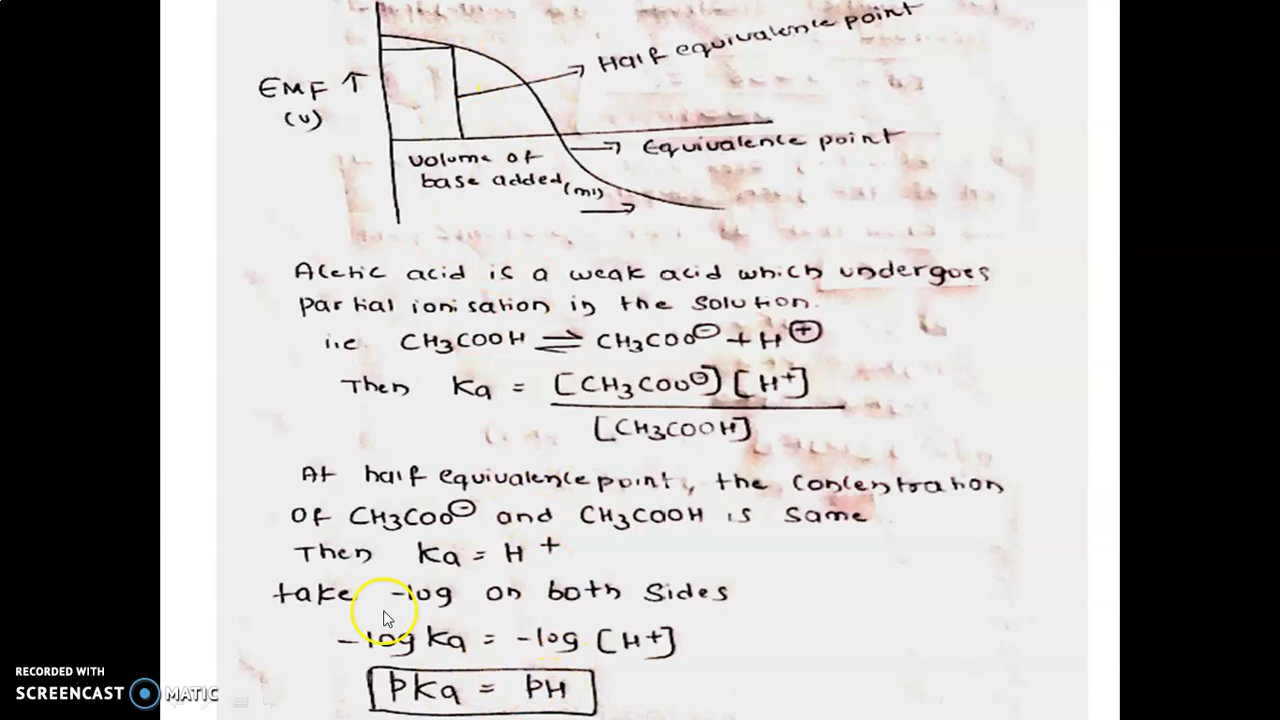 Half equivalence point
EMF ↑
(v)
Equivalence point
Volume of
base added (ml)
Acetic acid is a weak acid which undergoes
Partial ionisation in the solution.
i.e. CH3COOH ⇌ CH3COO⊖ + H⊕
Then Ka = [CH3COO⊖] [H+]
[CH3COOH]
At half equivalence point, the concentration
of CH3COO⊖ and CH3COOH is same
Then Ka = H+
take -log on both sides
-log Ka = -log [H+]
PKa = PH
RECORDED WITH
SCREENCAST MATIC